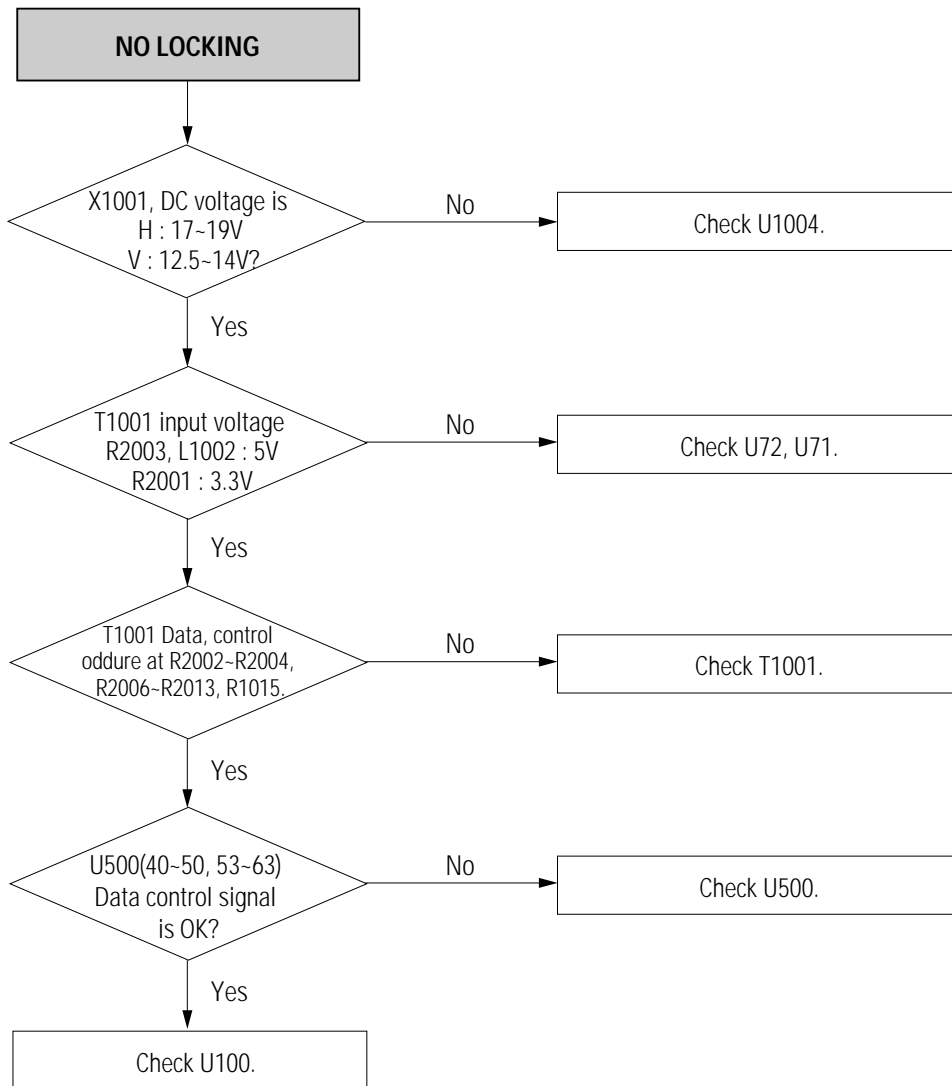 NO LOCKING
X1001, DC voltage is
H : 17~19V
V : 12.5~14V?
No
Check U1004.
Yes
T1001 input voltage
R2003, L1002 : 5V
R2001 : 3.3V
No
Check U72, U71.
Yes
T1001 Data, control
oddure at R2002~R2004,
R2006~R2013, R1015.
No
Check T1001.
Yes
U500(40~50, 53~63)
Data control signal
is OK?
No
Check U500.
Yes
Check U100.